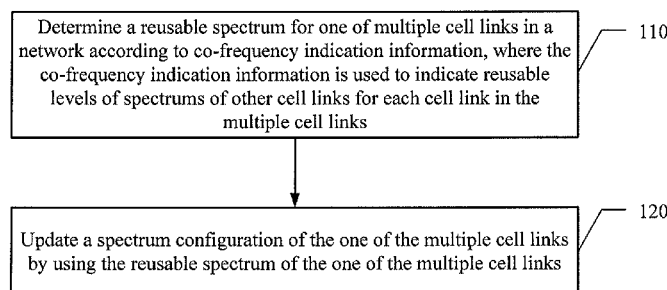 Determine a reusable spectrum for one of multiple cell links in a
network according to co-frequency indication information, where the
co-frequency indication information is used to indicate reusable
levels of spectrums of other cell links for each cell link in the
multiple cell links
110
Update a spectrum configuration of the one of the multiple cell links
by using the reusable spectrum of the one of the multiple cell links
120